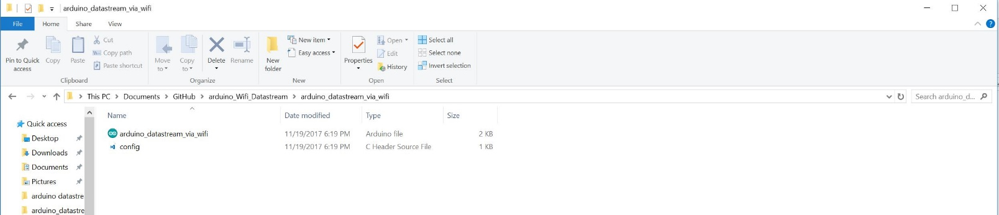 arduino_datastream_via_wifi
File Home Share View
Pin to Quick access
Copy
Paste
Cut
Copy path
Paste shortcut
Clipboard
Move to
Copy to
Delete
Rename
Organize
New folder
New item
Easy access
New
Properties
Open
Edit
History
Open
Select all
Select none
Invert selection
Select
This PC > Documents > GitHub > arduino_Wifi_Datastream > arduino_datastream_via_wifi
Search arduino_d...
Name Date modified Type Size
Quick access
Desktop
Downloads
Documents
Pictures
arduino datastre
arduino_datastre
arduino_datastream_via_wifi 11/19/2017 6:19 PM Arduino file 2 KB
config 11/19/2017 6:19 PM C Header Source File 1 KB